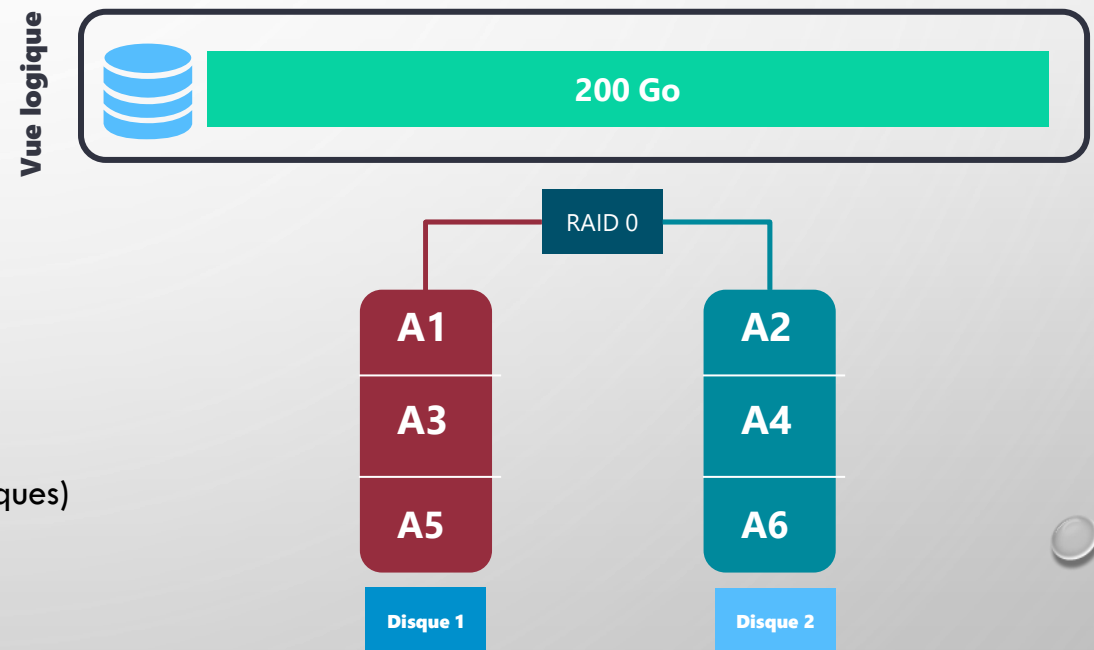 Vue logique
200 Go
RAID 0
A1
A2
A3
A4
ques)
A5
A6
Disque 1
Disque 2